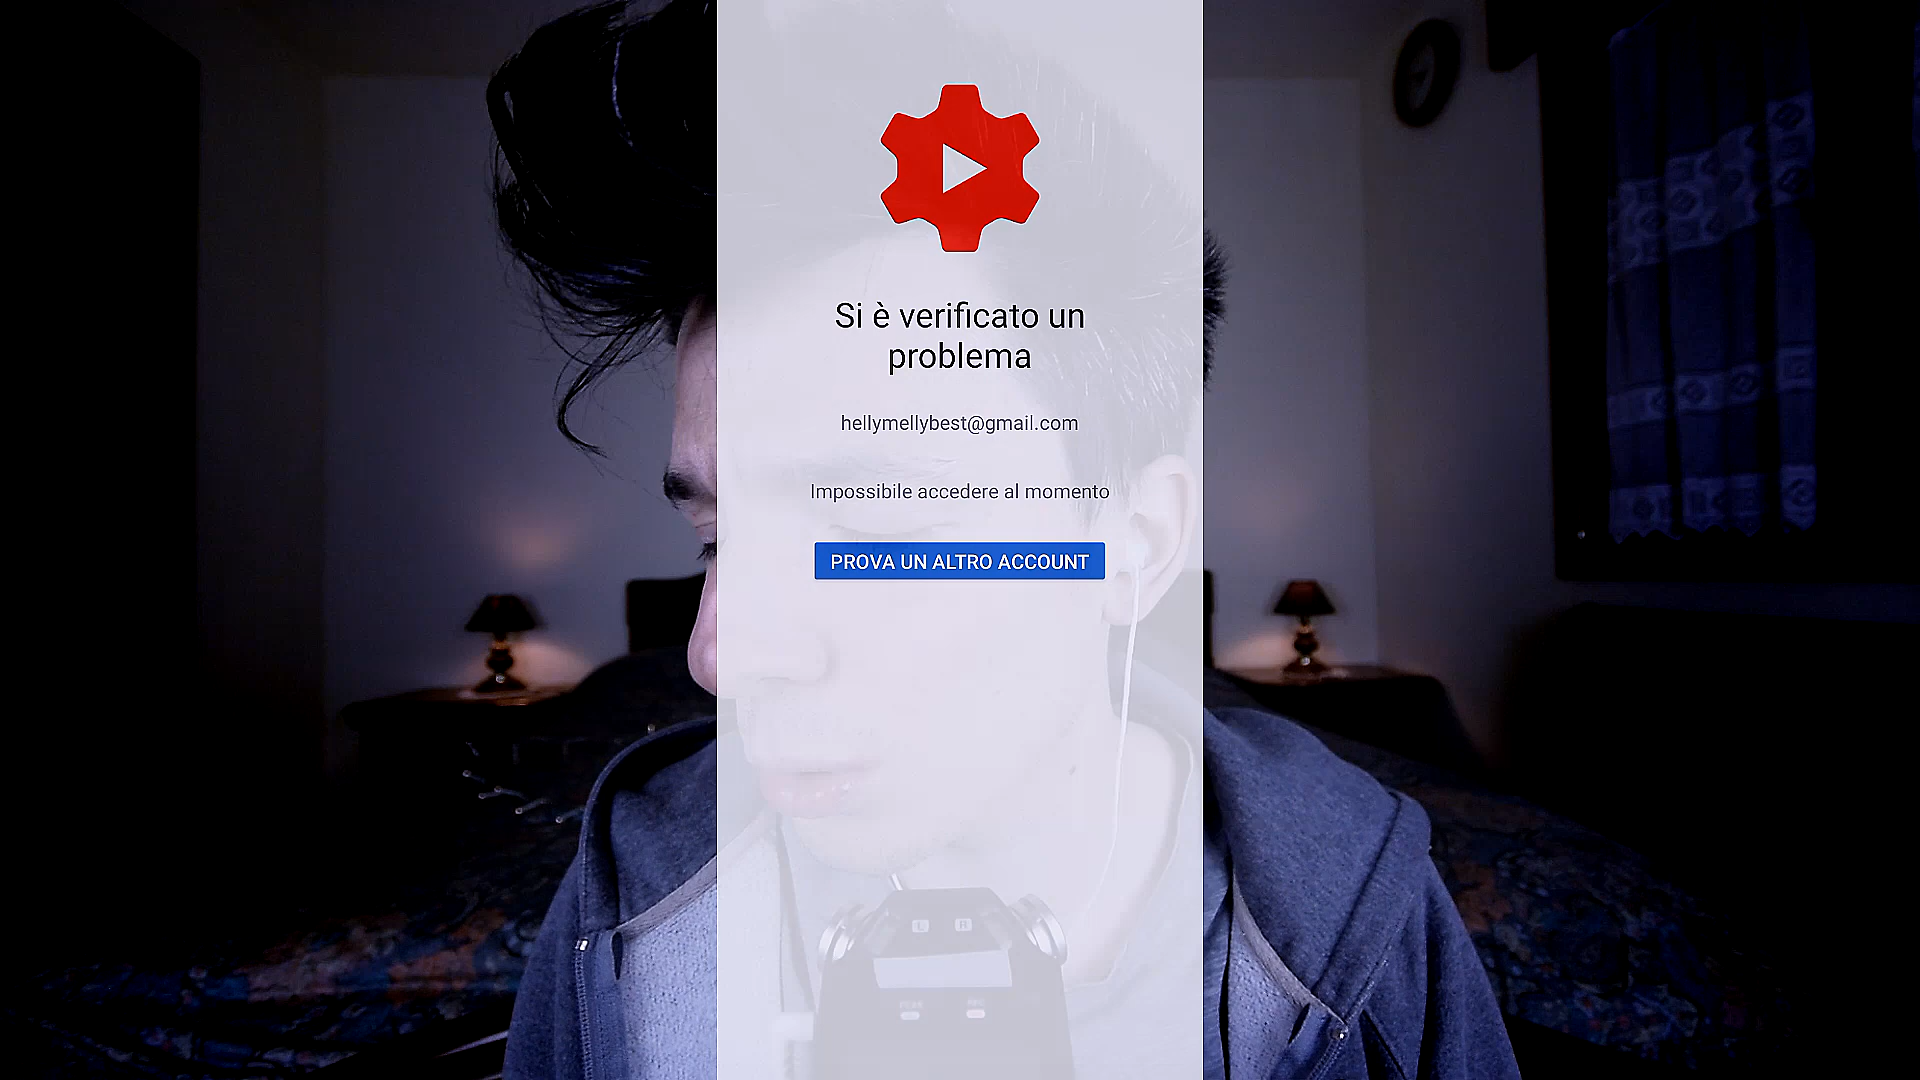 Si è verificato un
problema
hellymellybest@gmail.com
Impossibile accedere al momento
PROVA UN ALTRO ACCOUNT
L R